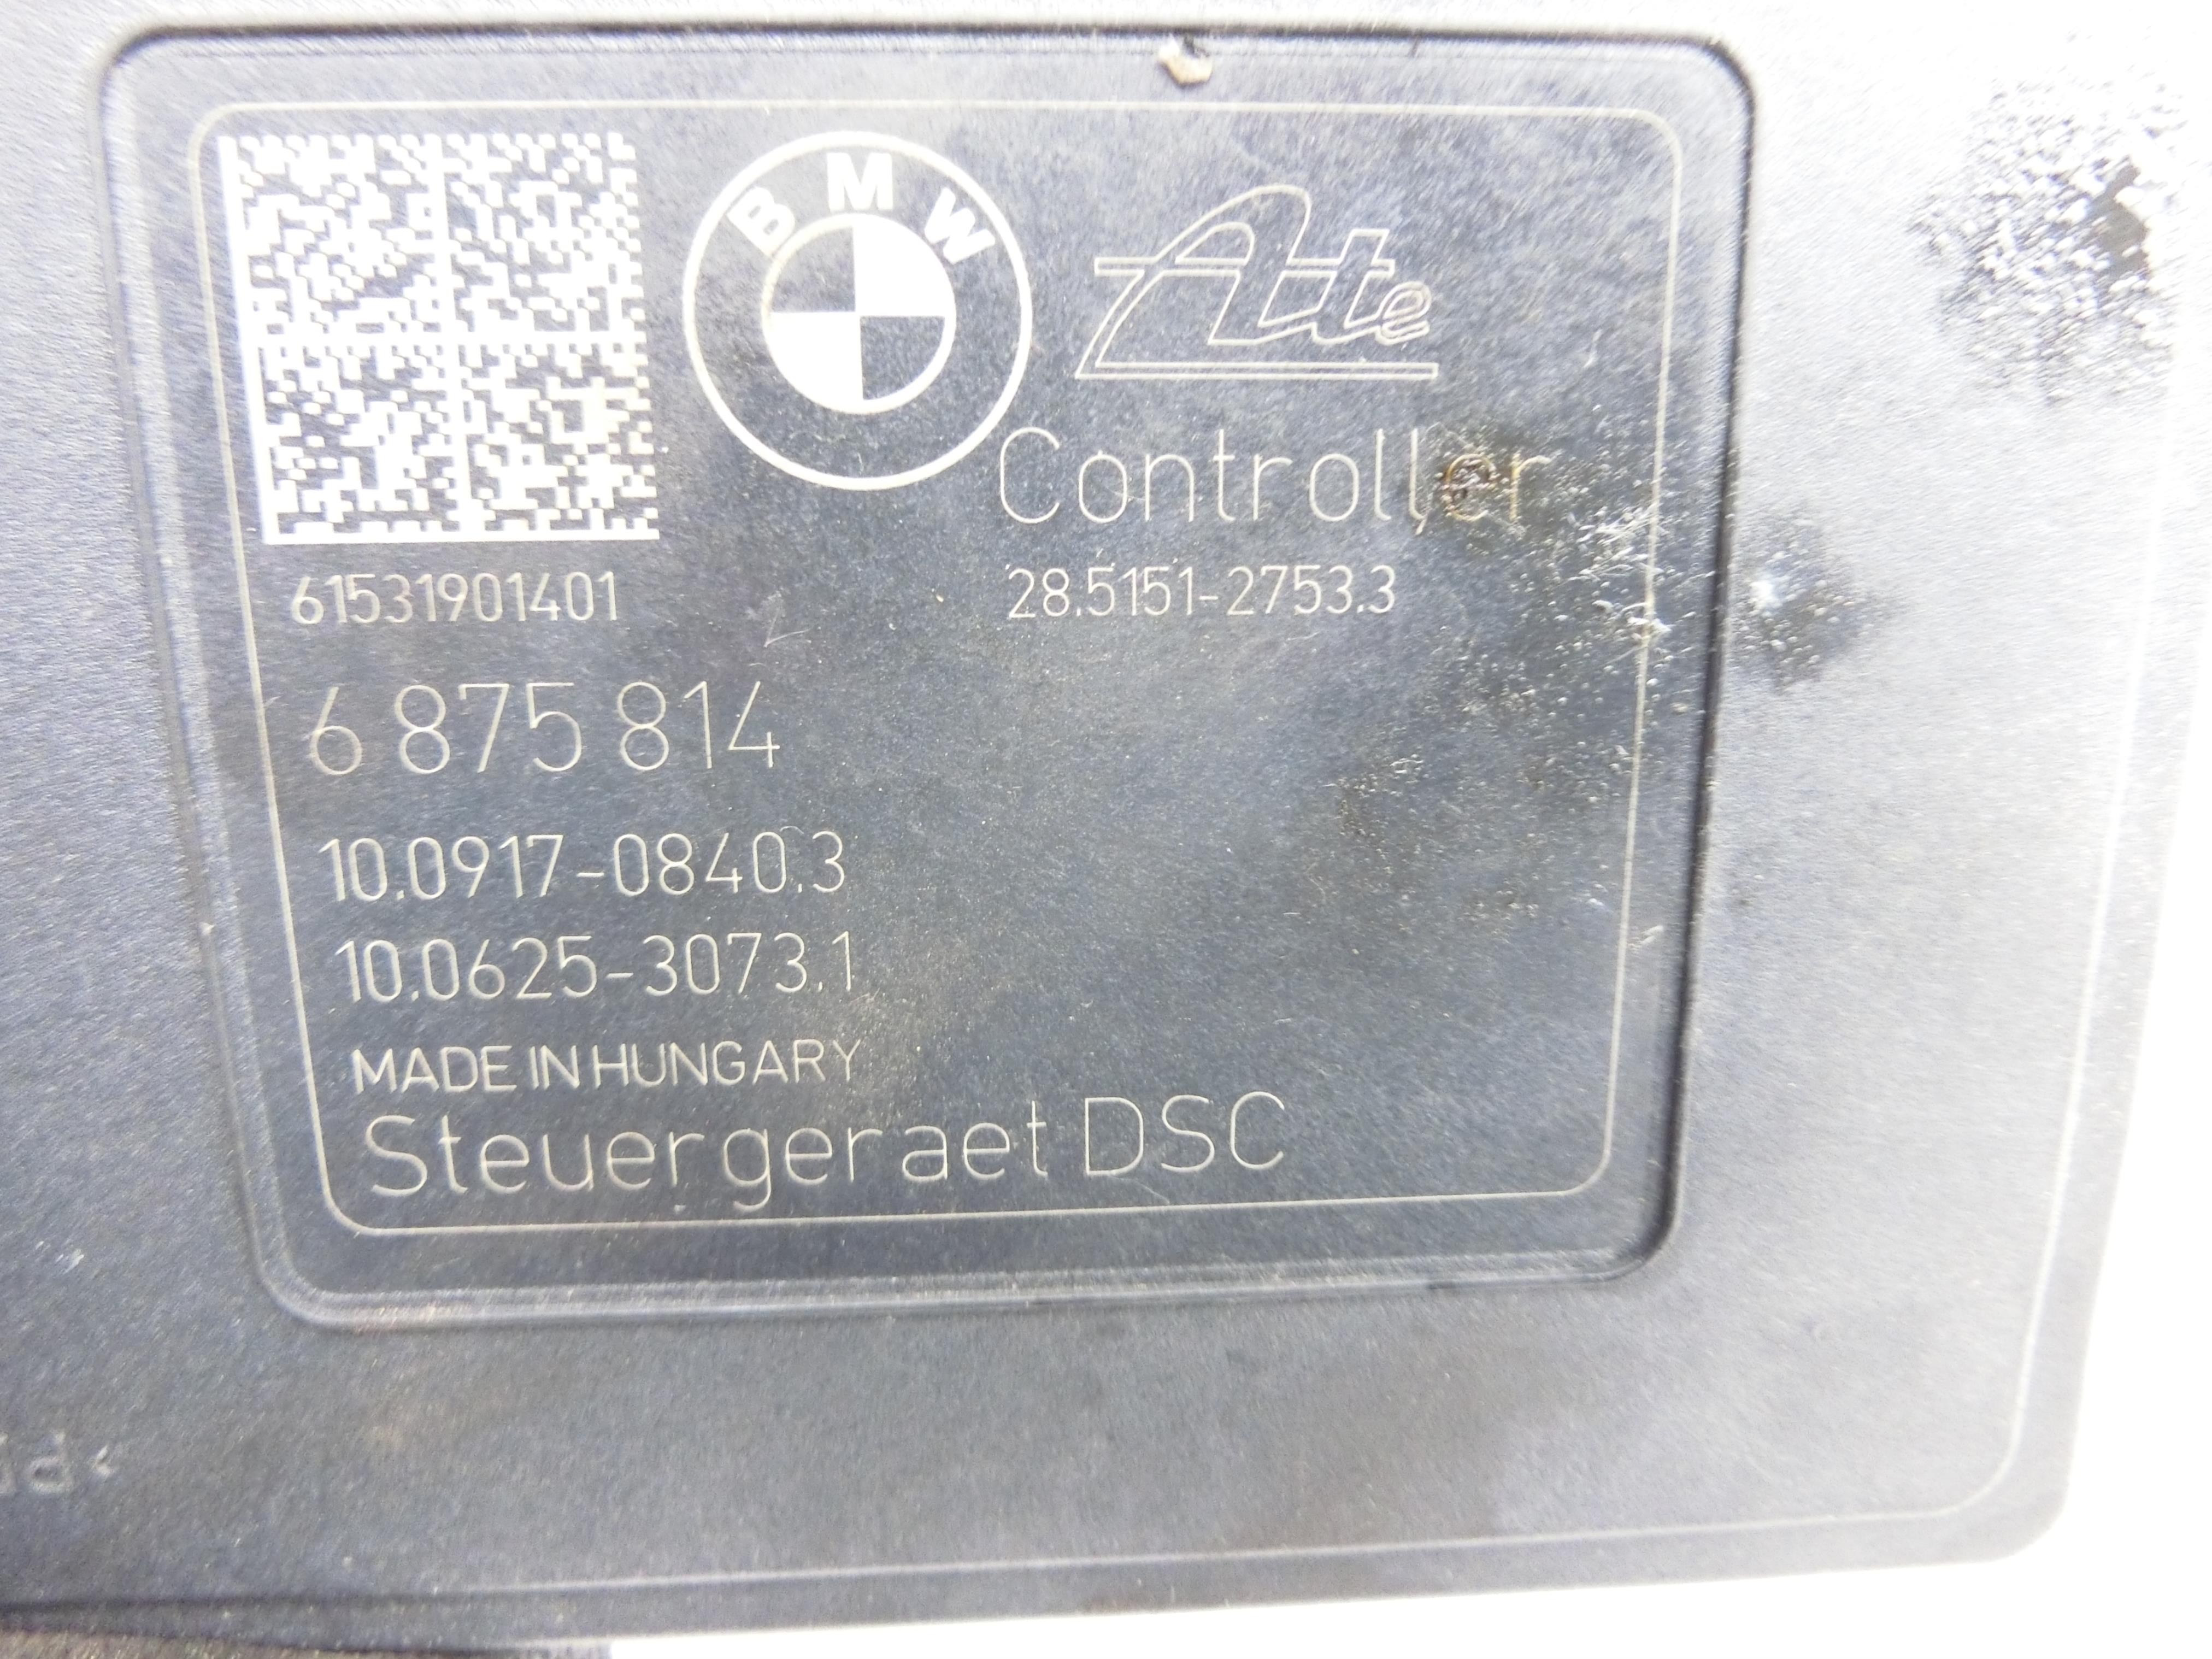 BMW
Ate
Controller
61531901401
28.5151-2753.3
6 875 814
10.0917-0840.3
10.0625-3073.1
MADE IN HUNGARY
Steuergeraet DSC